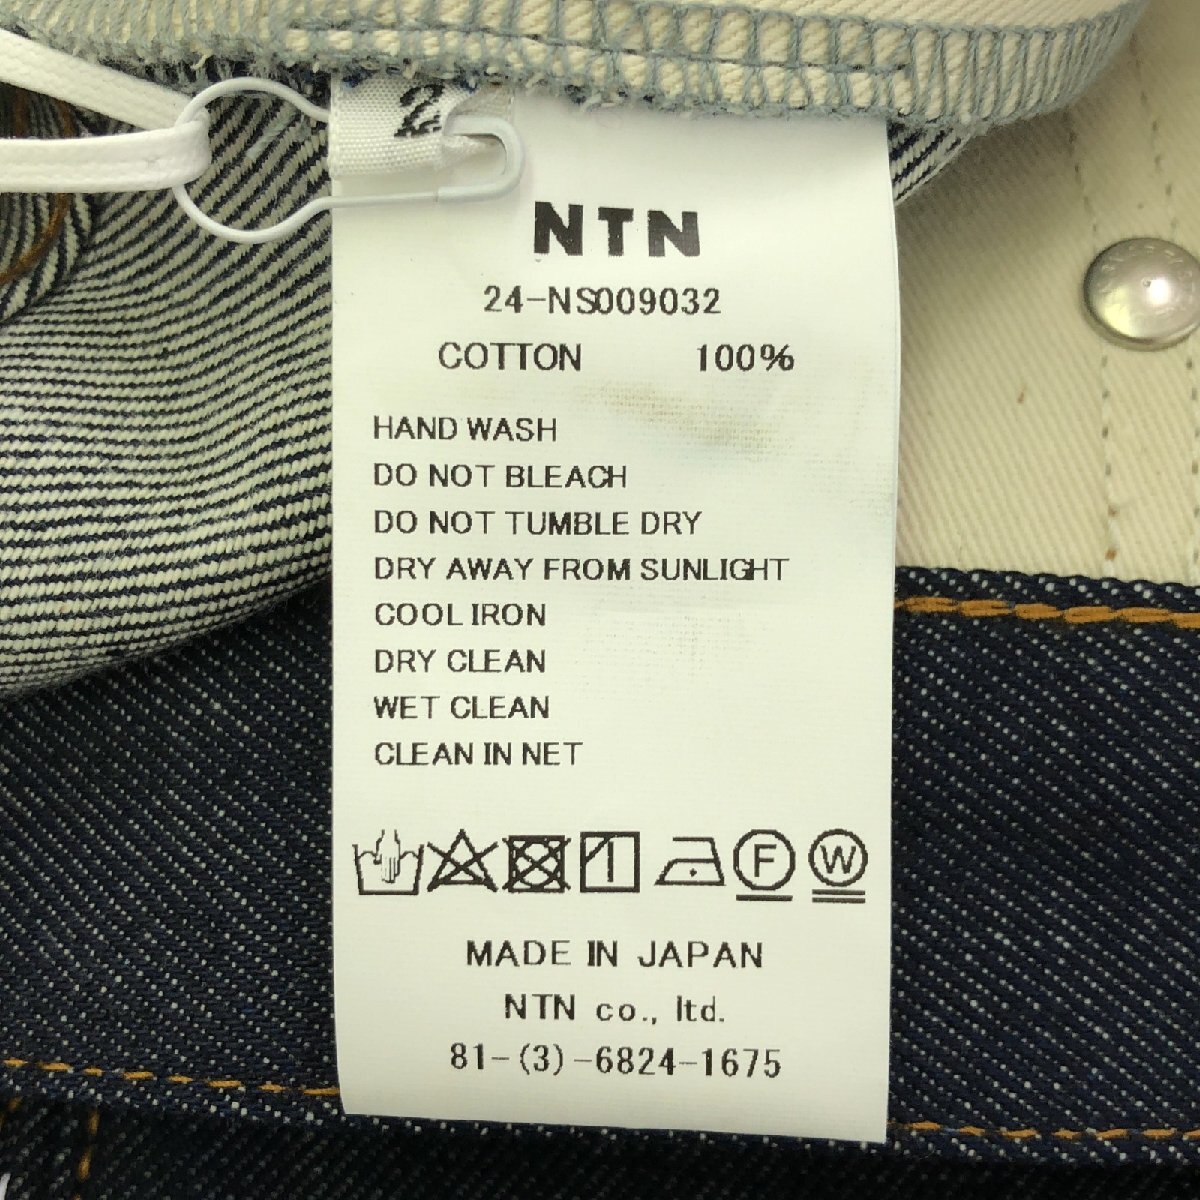 2
NTN
24-NS009032
COTTON 100%
HAND WASH
DO NOT BLEACH
DO NOT TUMBLE DRY
DRY AWAY FROM SUNLIGHT
COOL IRON
DRY CLEAN
WET CLEAN
CLEAN IN NET
F W
MADE IN JAPAN
NTN co., ltd.
81-(3)-6824-1675